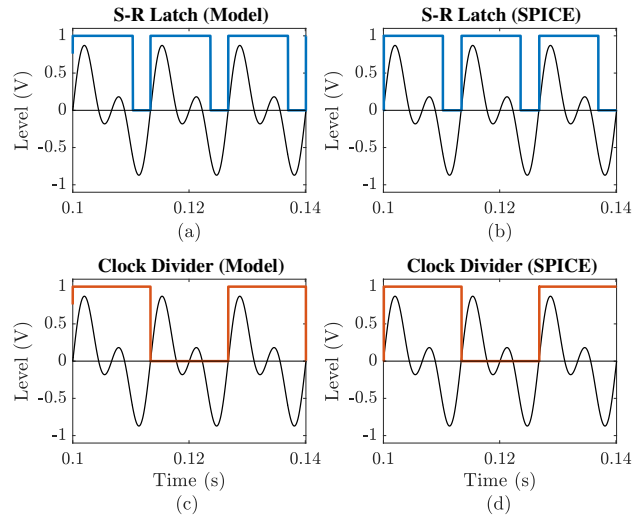 S-R Latch (Model)
1
0.5
0
-0.5
-1
Level (V)
0.1
0.12
0.14
(a)
S-R Latch (SPICE)
1
0.5
0
-0.5
-1
Level (V)
0.1
0.12
0.14
(b)
Clock Divider (Model)
1
0.5
0
-0.5
-1
Level (V)
0.1
0.12
0.14
Time (s)
(c)
Clock Divider (SPICE)
1
0.5
0
-0.5
-1
Level (V)
0.1
0.12
0.14
Time (s)
(d)